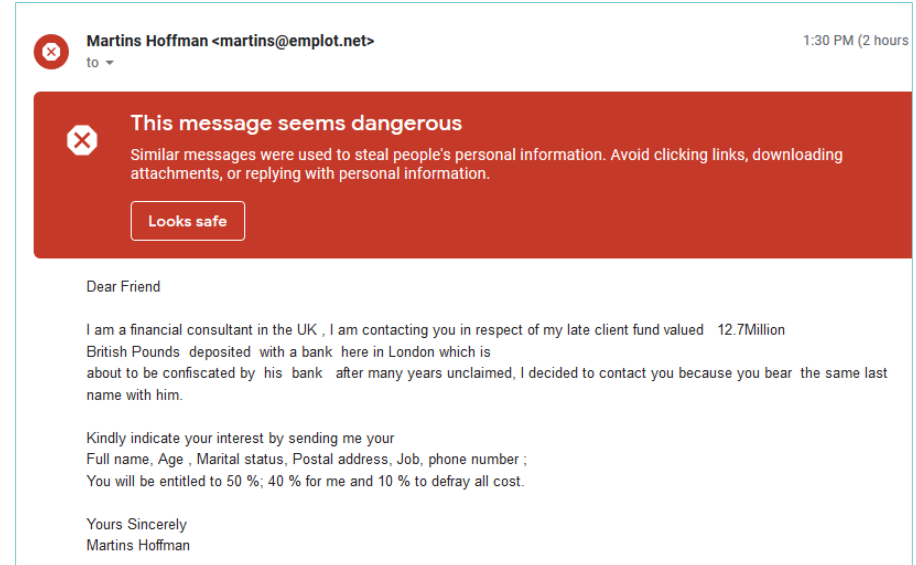 Martins Hoffman <martins@emplot.net>
1:30 PM (2 hours
to
This message seems dangerous
Similar messages were used to steal people's personal information. Avoid clicking links, downloading
attachments, or replying with personal information.
Looks safe
Dear Friend
I am a financial consultant in the UK , I am contacting you in respect of my late client fund valued 12.7Million
British Pounds deposited with a bank here in London which is
about to be confiscated by his bank after many years unclaimed, I decided to contact you because you bear the same last
name with him.
Kindly indicate your interest by sending me your
Full name, Age , Marital status, Postal address, Job, phone number ;
You will be entitled to 50 %; 40 % for me and 10 % to defray all cost.
Yours Sincerely
Martins Hoffman